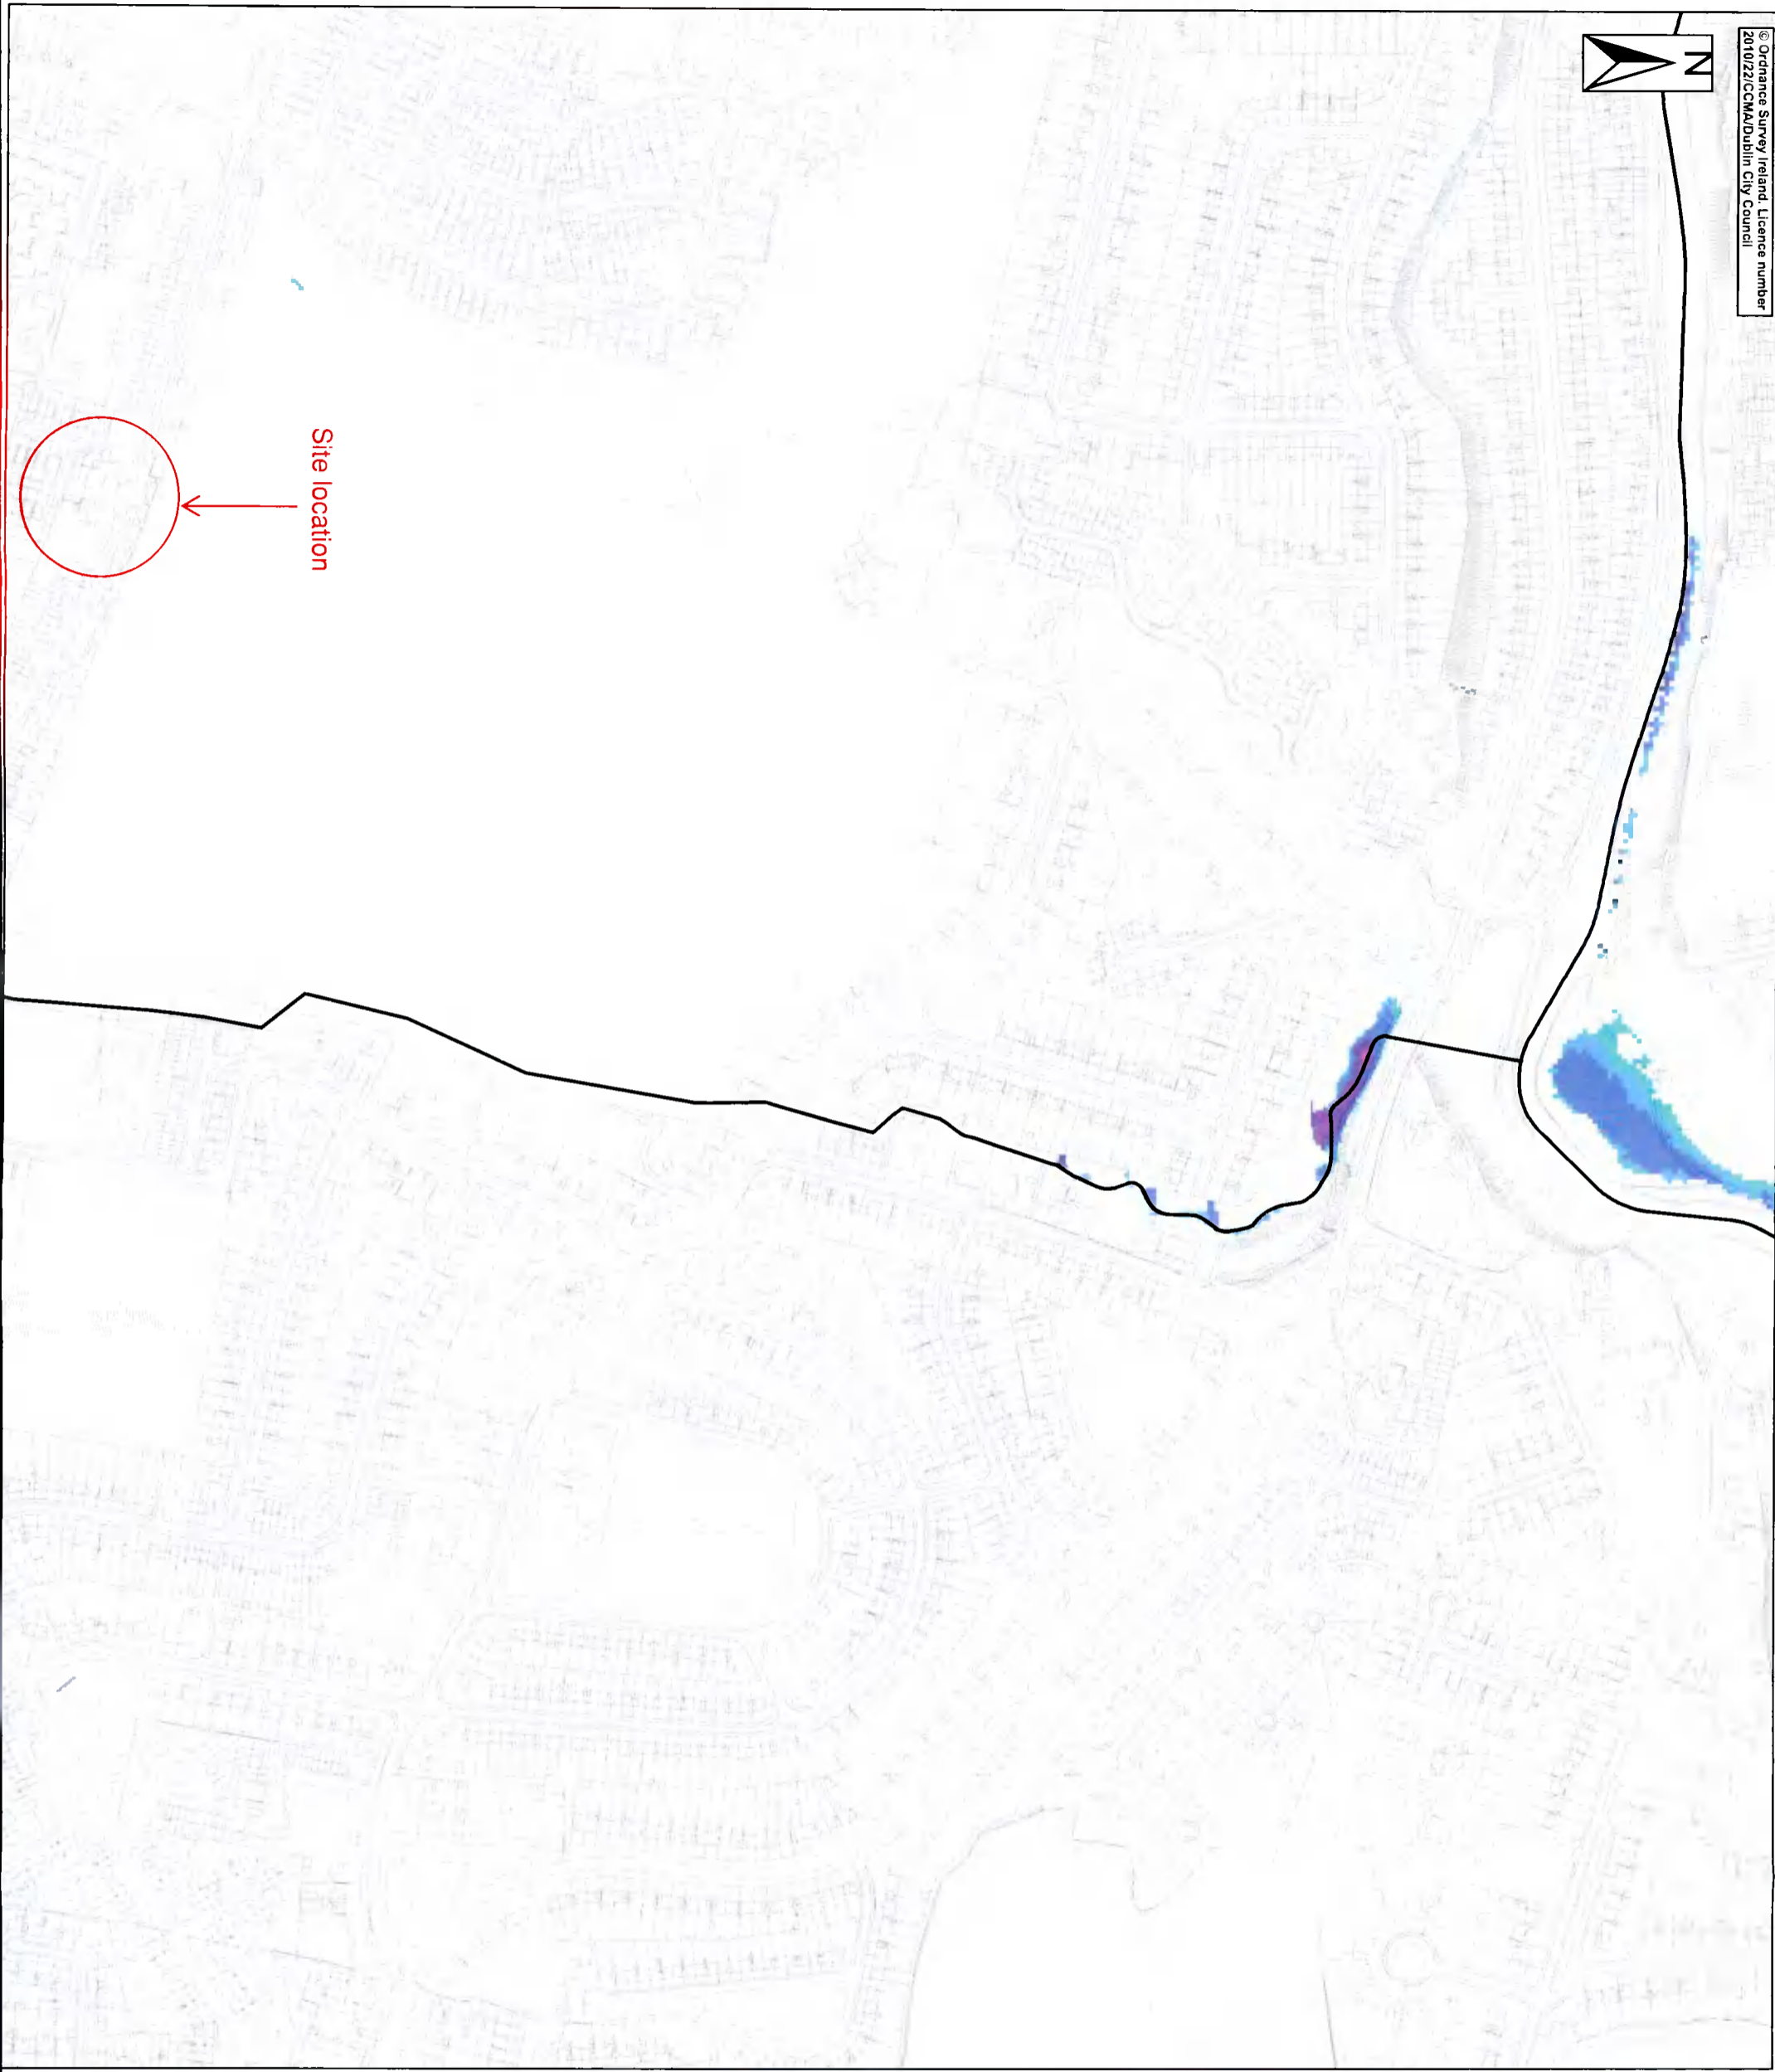 © Ordnance Survey Ireland. Licence number
2010/22/CCMA/Dublin City Council
N
Site location